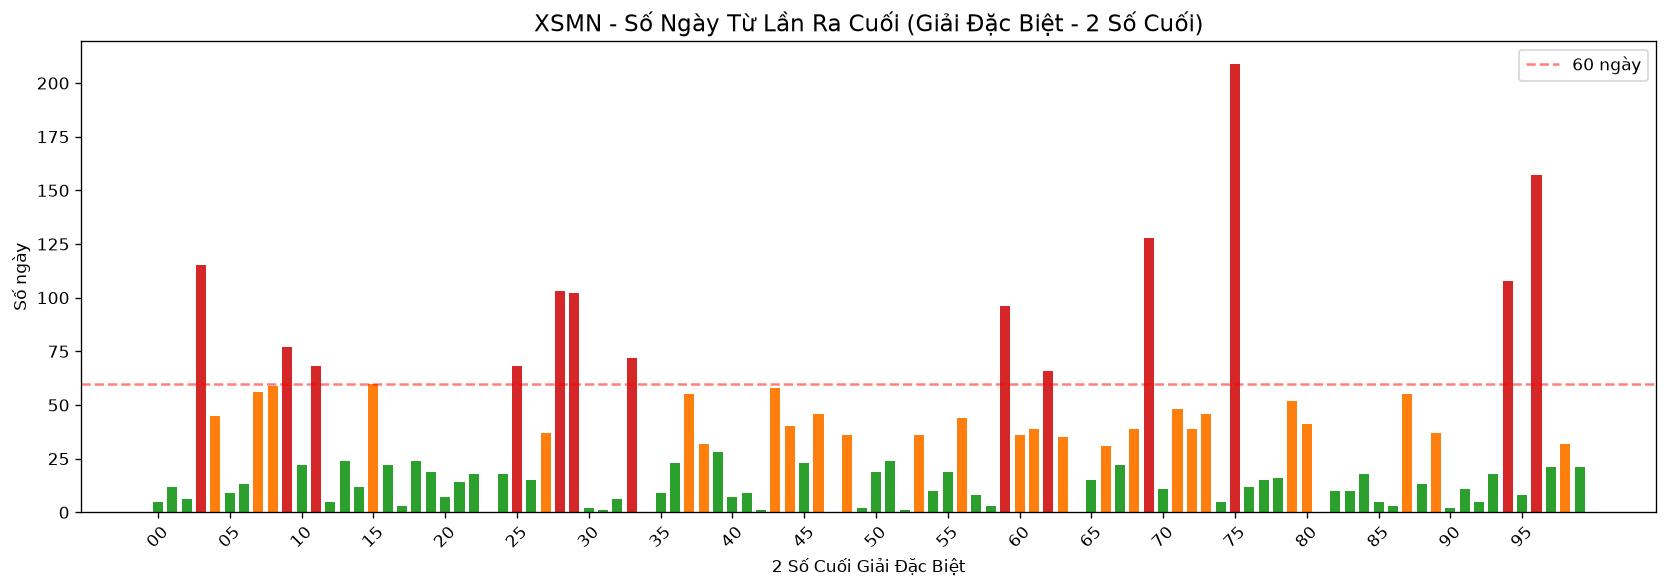 XSMN - Số Ngày Từ Lần Ra Cuối (Giải Đặc Biệt - 2 Số Cuối)
60 ngày
Số ngày
200
175
150
125
100
75
50
25
0
00 05 10 15 20 25 30 35 40 45 50 55 60 65 70 75 80 85 90 95
2 Số Cuối Giải Đặc Biệt